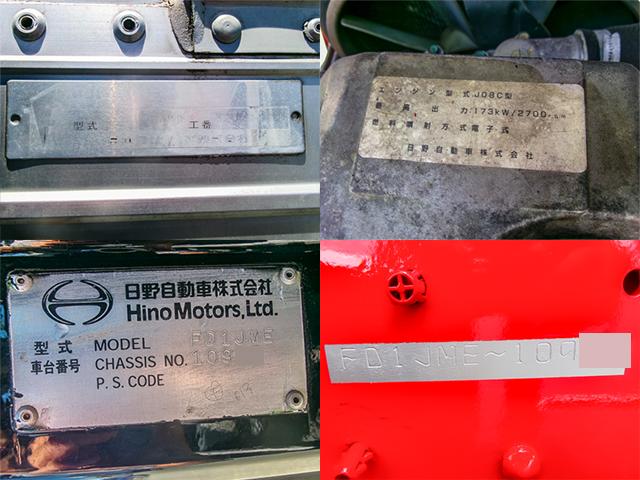 型式 工番
エンジン型式J08C型
最高出力173kW/2700r.p.m
燃料噴射方式電子式
日野自動車株式会社
日野自動車株式会社
Hino Motors, Ltd.
型式 MODEL FD1JME
車台番号 CHASSIS NO. 109
P.S.CODE
FD1JME~109